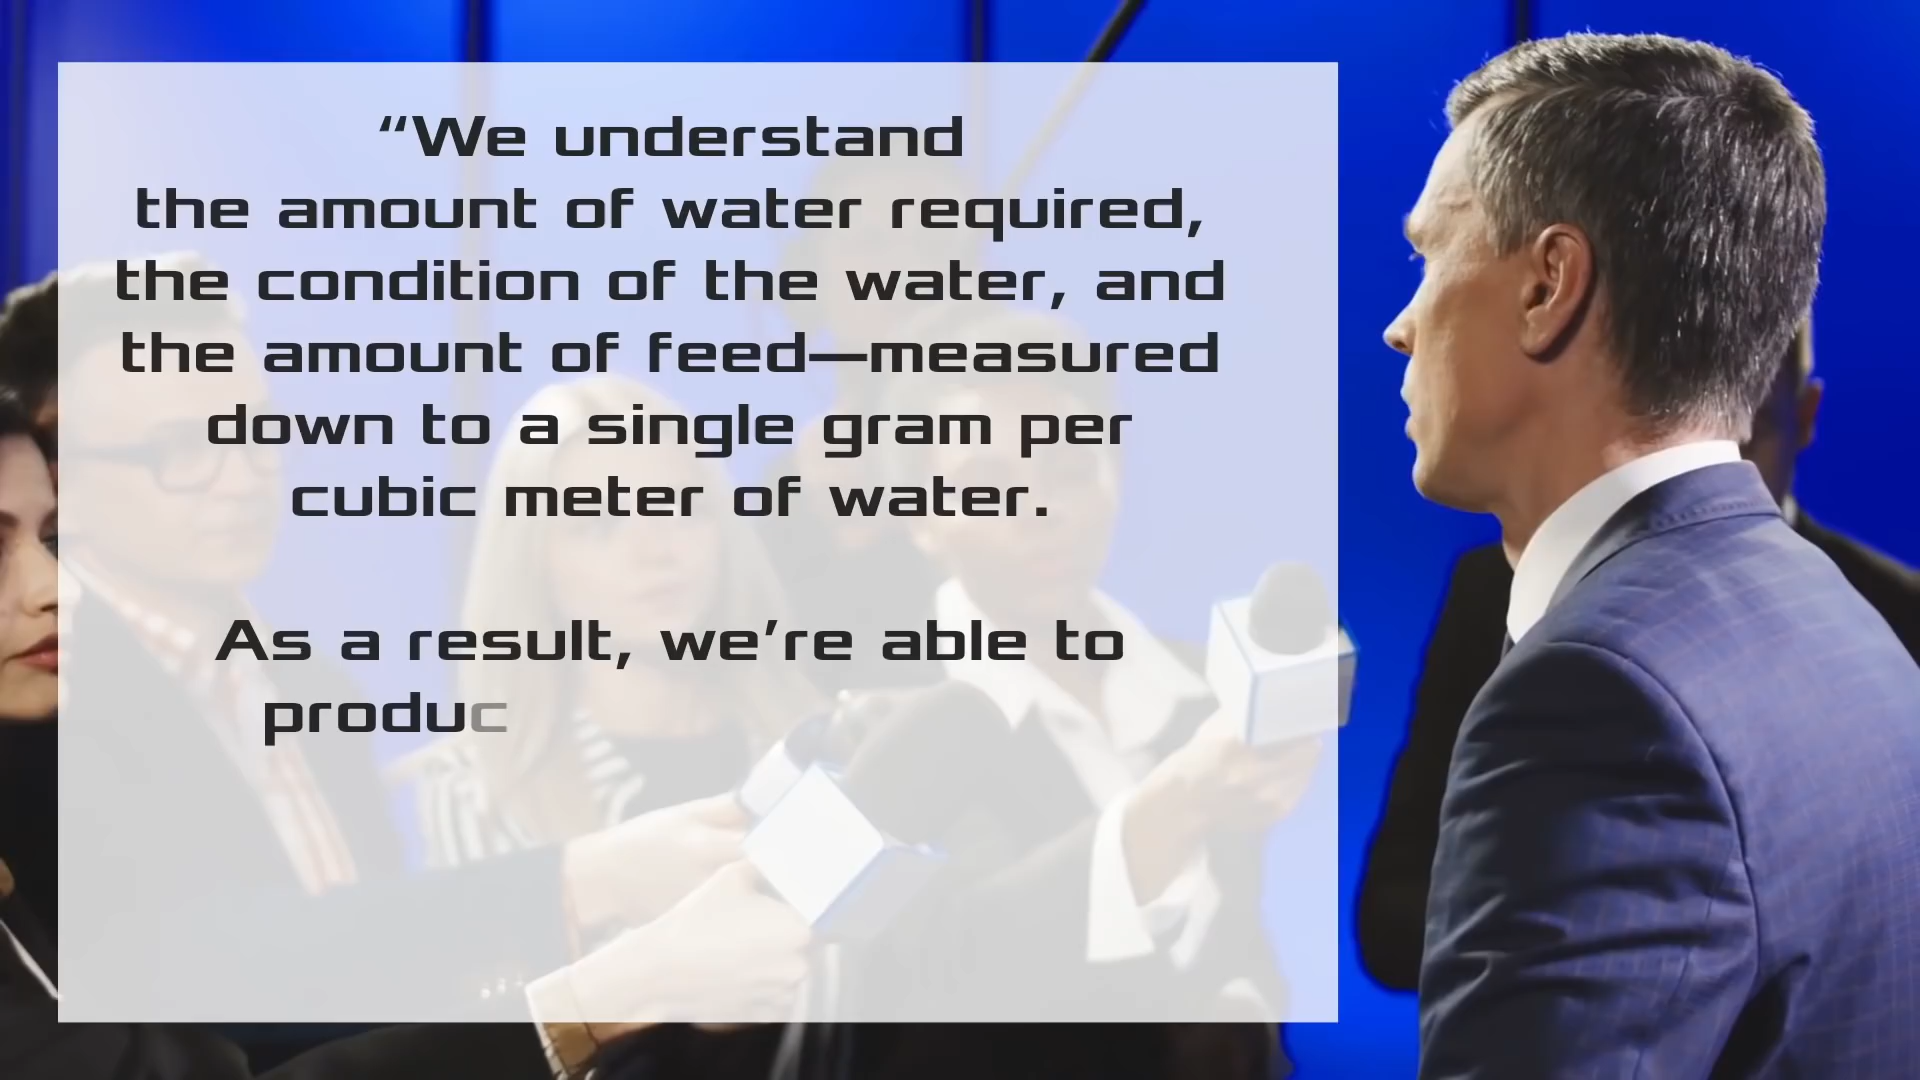 “We understand
the amount of water required,
the condition of the water, and
the amount of feed—measured
down to a single gram per
cubic meter of water.
As a result, we’re able to
produc